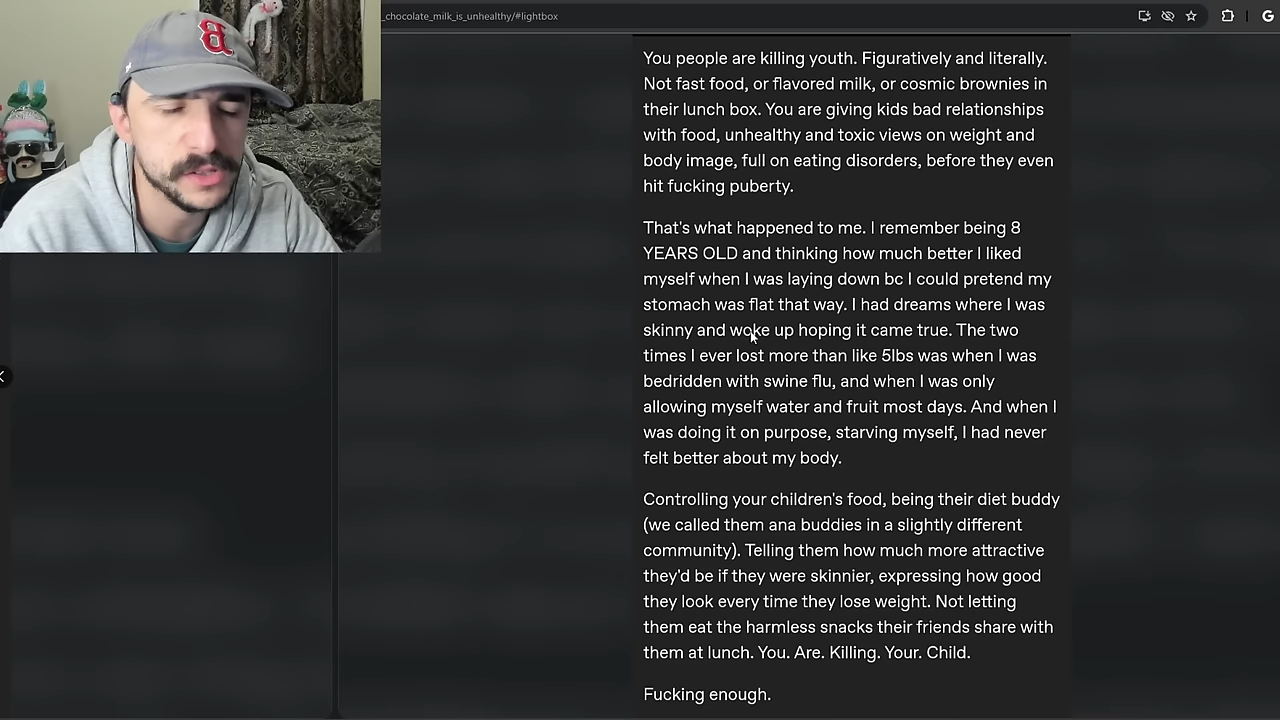 _chocolate_milk_is_unhealthy/#lightbox
You people are killing youth. Figuratively and literally.
Not fast food, or flavored milk, or cosmic brownies in
their lunch box. You are giving kids bad relationships
with food, unhealthy and toxic views on weight and
body image, full on eating disorders, before they even
hit fucking puberty.
That's what happened to me. I remember being 8
YEARS OLD and thinking how much better I liked
myself when I was laying down bc I could pretend my
stomach was flat that way. I had dreams where I was
skinny and woke up hoping it came true. The two
times I ever lost more than like 5lbs was when I was
bedridden with swine flu, and when I was only
allowing myself water and fruit most days. And when I
was doing it on purpose, starving myself, I had never
felt better about my body.
Controlling your children's food, being their diet buddy
(we called them ana buddies in a slightly different
community). Telling them how much more attractive
they'd be if they were skinnier, expressing how good
they look every time they lose weight. Not letting
them eat the harmless snacks their friends share with
them at lunch. You. Are. Killing. Your. Child.
Fucking enough.